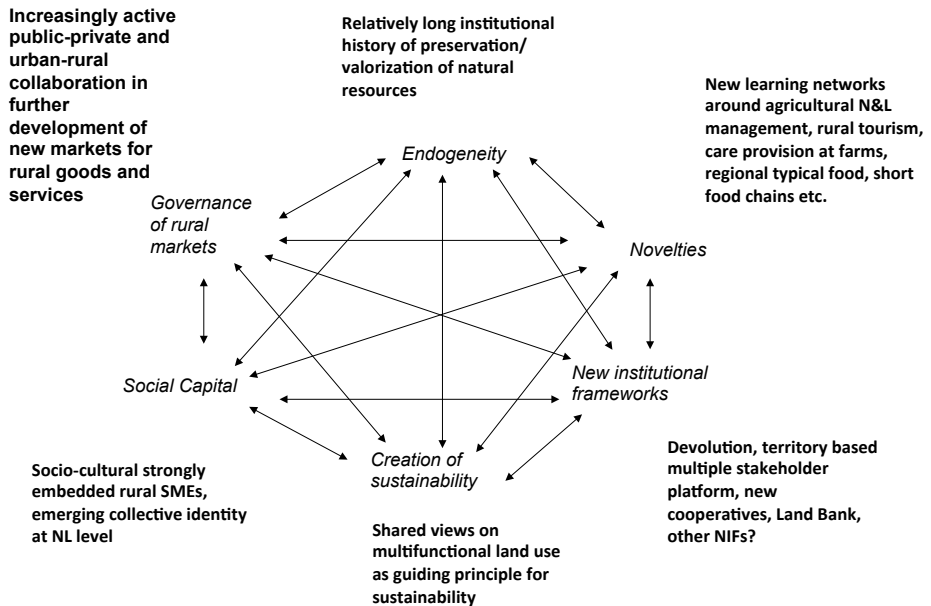 Increasingly active
public-private and
urban-rural
collaboration in
further
development of
new markets for
rural goods and
services
Relatively long institutional
history of preservation/
valorization of natural
resources
New learning networks
around agricultural N&L
management, rural tourism,
care provision at farms,
regional typical food, short
food chains etc.
Endogeneity
Governance
of rural
markets
Novelties
Social Capital
New institutional
frameworks
Creation of
sustainability
Socio-cultural strongly
embedded rural SMEs,
emerging collective identity
at NL level
Shared views on
multifunctional land use
as guiding principle for
sustainability
Devolution, territory based
multiple stakeholder
platform, new
cooperatives, Land Bank,
other NIFs?